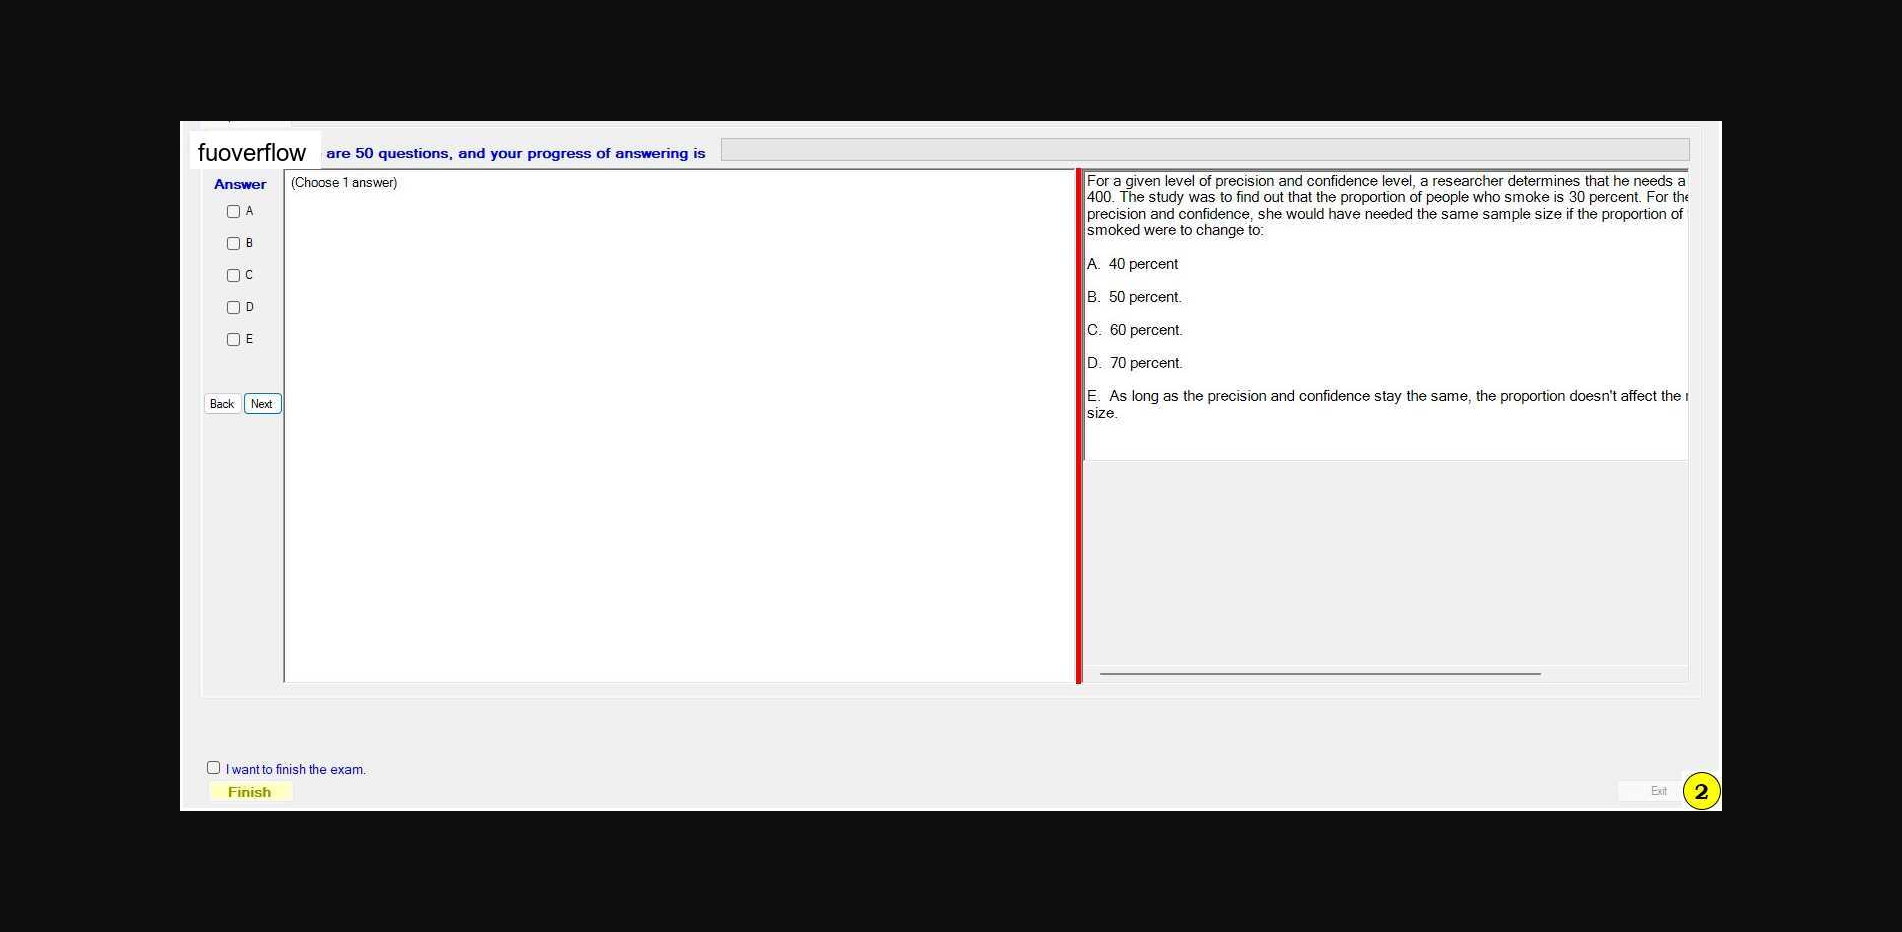 fuoverflow are 50 questions, and your progress of answering is
Answer
A
B
C
D
E
Back Next
(Choose 1 answer)
For a given level of precision and confidence level, a researcher determines that he needs a
400. The study was to find out that the proportion of people who smoke is 30 percent. For the
precision and confidence, she would have needed the same sample size if the proportion of
smoked were to change to:
A. 40 percent
B. 50 percent.
C. 60 percent.
D. 70 percent.
E. As long as the precision and confidence stay the same, the proportion doesn't affect the
size.
I want to finish the exam.
Finish
Exit
2